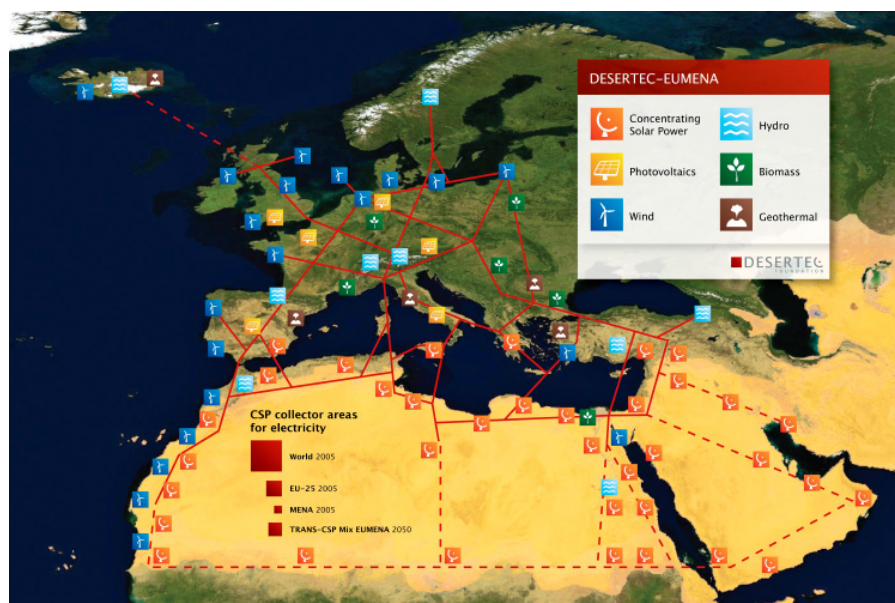 DESERTEC-EUMENA
Concentrating
Solar Power
Hydro
Photovoltaics
Biomass
Wind
Geothermal
DESERTEC
FOUNDATION
CSP collector areas
for electricity
World 2005
EU-25 2005
MENA 2005
TRANS-CSP Mix EUMENA 2050